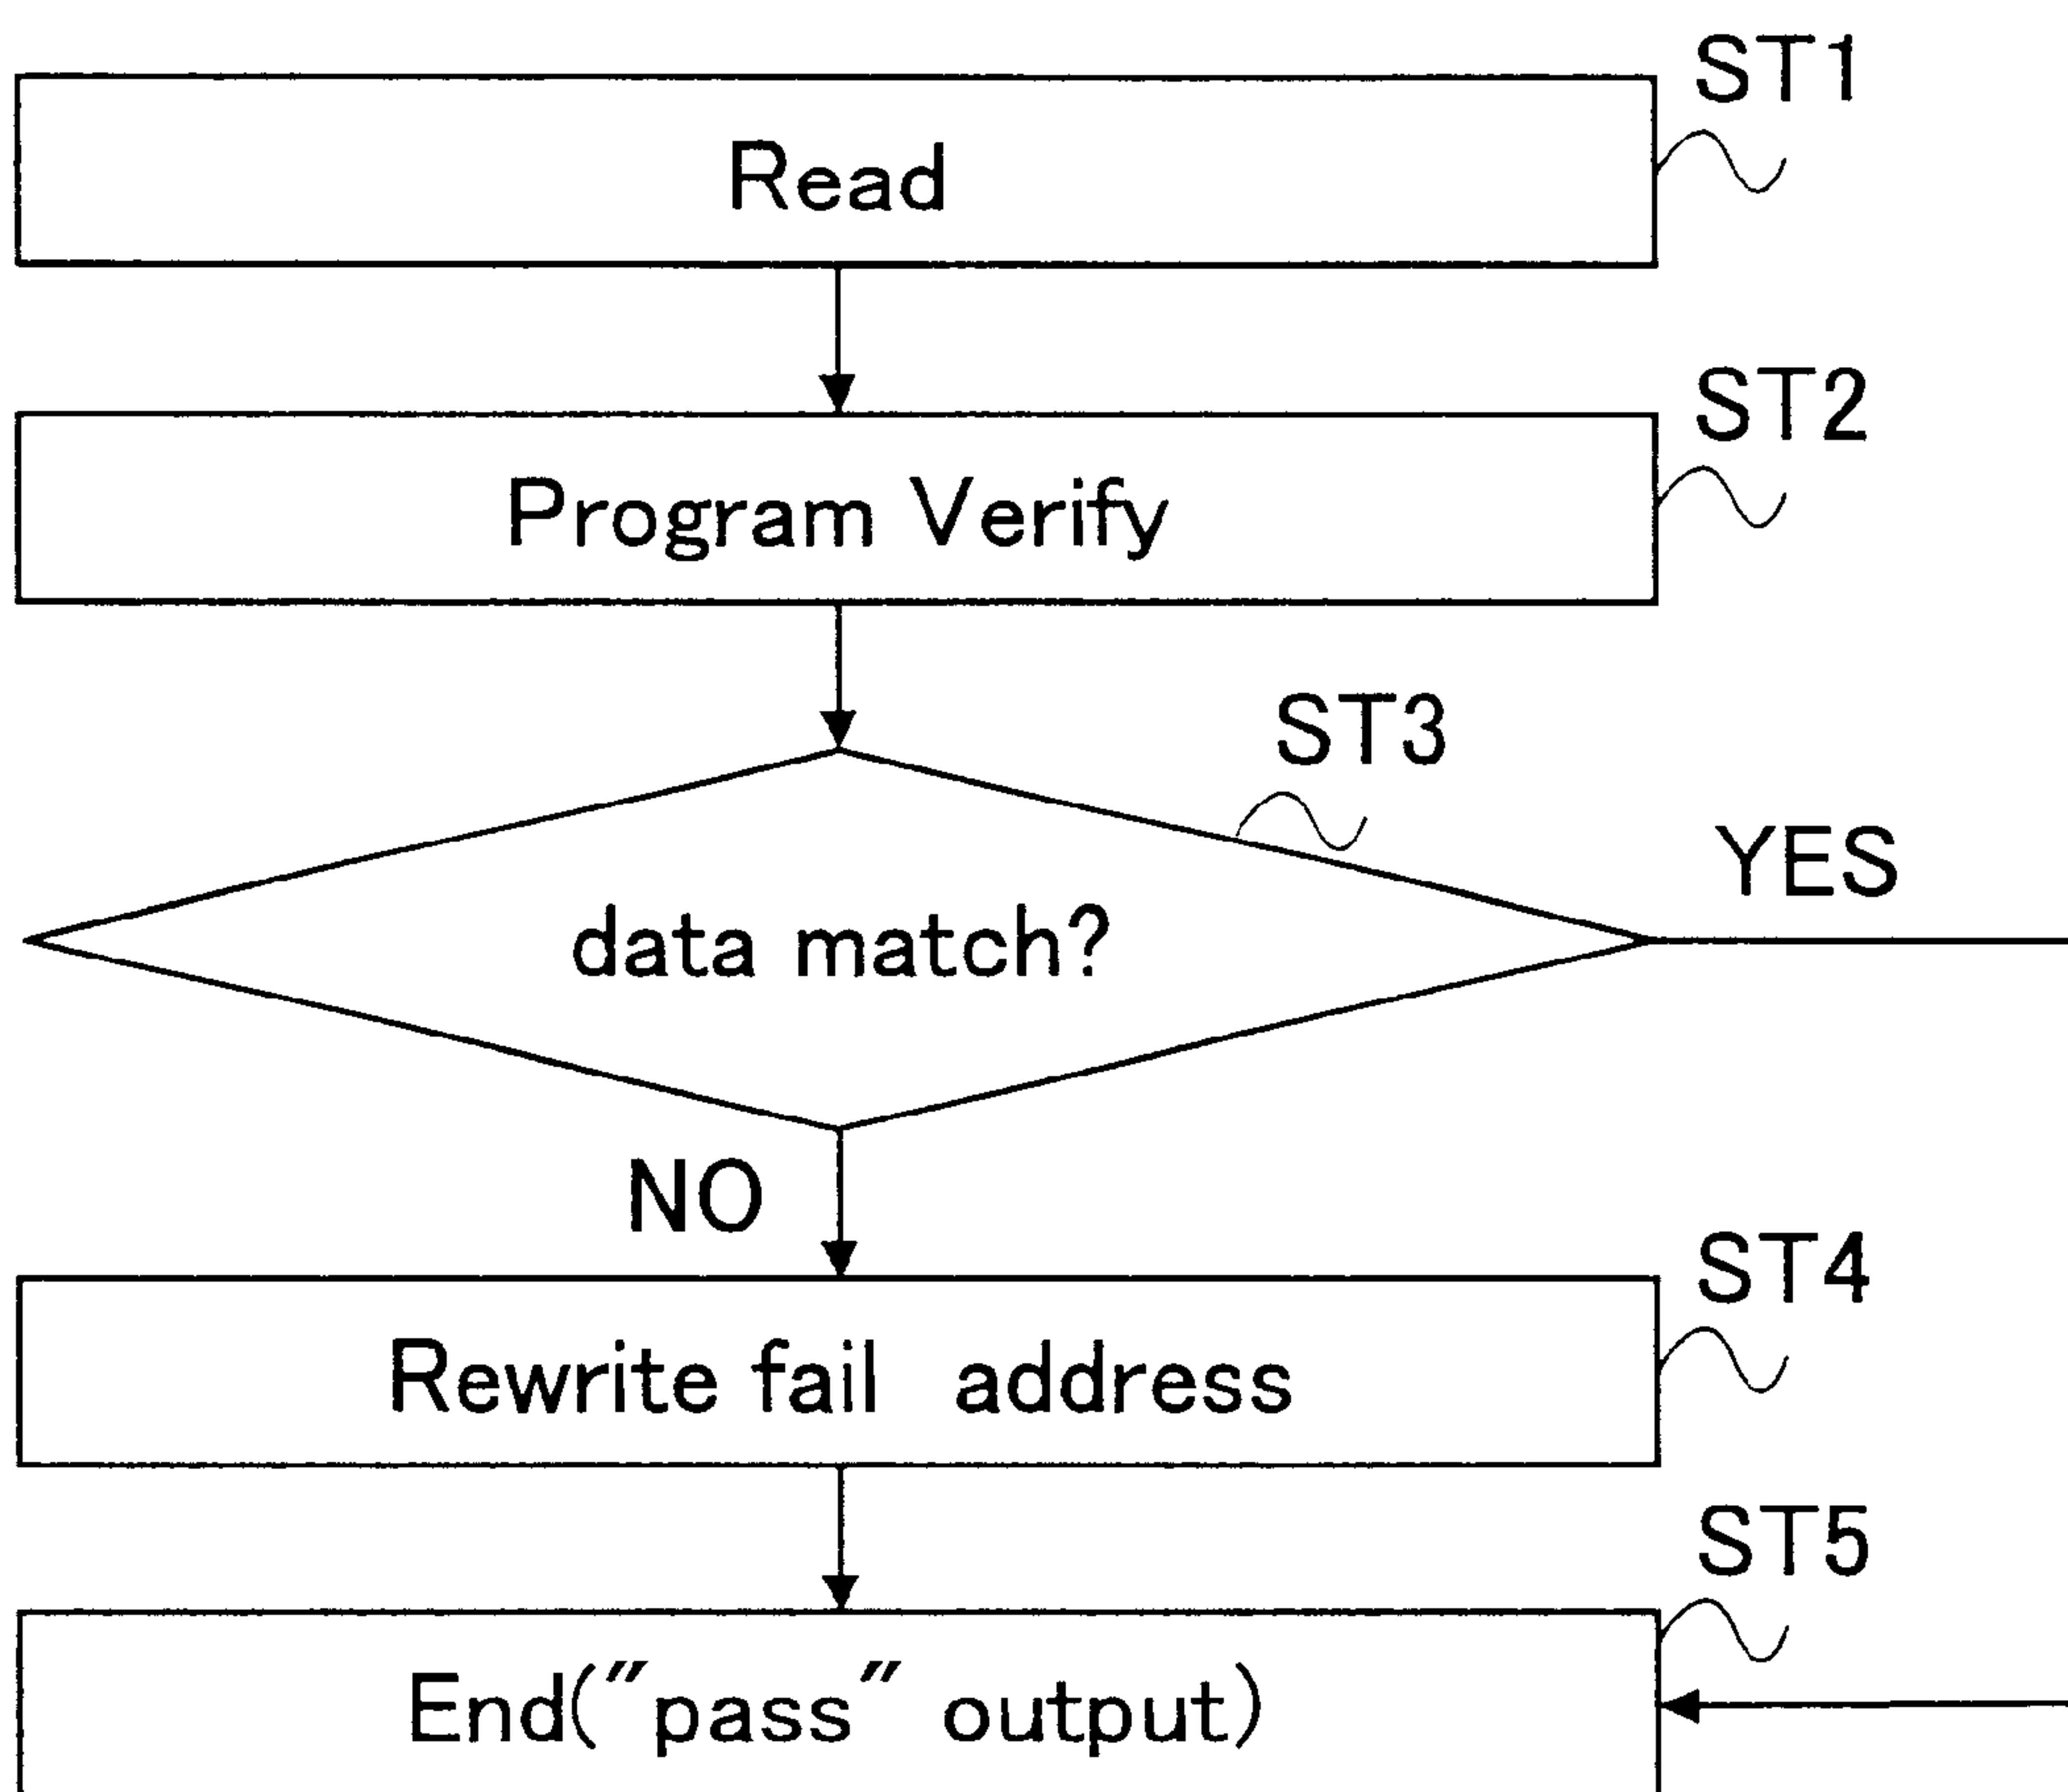 ST1
Read
ST2
Program Verify
ST3
YES
data match?
NO
ST4
Rewrite fail address
ST5
End("pass" output)